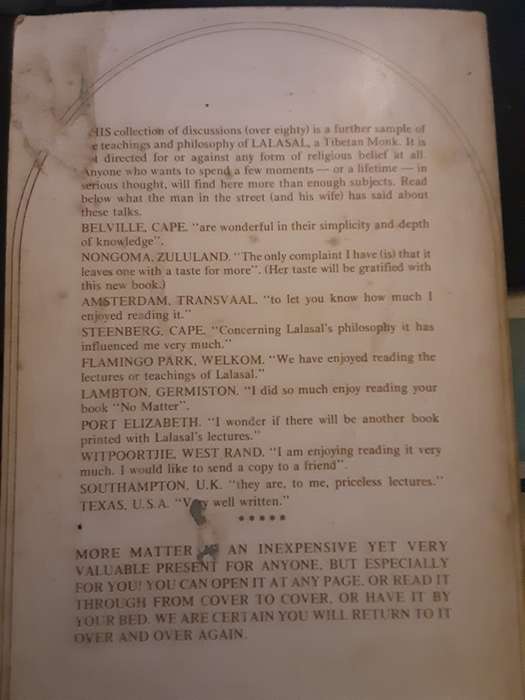 HIS collection of discussions (over eighty) is a further sample of
e teachings and philosophy of LALASAL, a Tibetan Monk. It is
directed for or against any form of religious belief at all.
Anyone who wants to spend a few moments — or a lifetime — in
serious thought, will find here more than enough subjects. Read
below what the man in the street (and his wife) has said about
these talks.
BELVILLE, CAPE. "are wonderful in their simplicity and depth
of knowledge".
NONGOMA, ZULULAND. "The only complaint I have (is) that it
leaves one with a taste for more". (Her taste will be gratified with
this new book.)
AMSTERDAM, TRANSVAAL. "to let you know how much I
enjoyed reading it."
STEENBERG, CAPE. "Concerning Lalasal's philosophy it has
influenced me very much."
FLAMINGO PARK, WELKOM. "We have enjoyed reading the
lectures or teachings of Lalasal."
LAMBTON, GERMISTON. "I did so much enjoy reading your
book "No Matter".
PORT ELIZABETH. "I wonder if there will be another book
printed with Lalasal's lectures."
WITPOORTJIE, WEST RAND. "I am enjoying reading it very
much. I would like to send a copy to a friend".
SOUTHAMPTON, U.K. "they are, to me, priceless lectures."
TEXAS, U.S.A. "Very well written."
*****
MORE MATTER AN INEXPENSIVE YET VERY
VALUABLE PRESENT FOR ANYONE, BUT ESPECIALLY
FOR YOU! YOU CAN OPEN IT AT ANY PAGE, OR READ IT
THROUGH FROM COVER TO COVER, OR HAVE IT BY
YOUR BED. WE ARE CERTAIN YOU WILL RETURN TO IT
OVER AND OVER AGAIN.